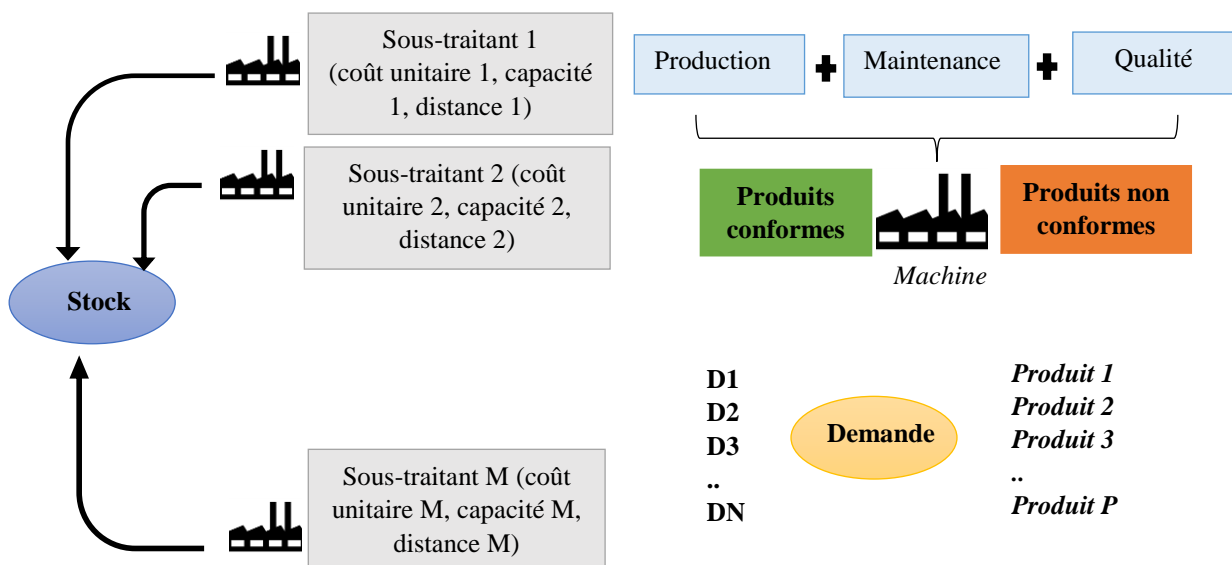 Sous-traitant 1
(coût unitaire 1, capacité
1, distance 1)
Sous-traitant 2 (coût
unitaire 2, capacité 2,
distance 2)
Stock
Sous-traitant M (coût
unitaire M, capacité M,
distance M)
Production
Maintenance
Qualité
Produits
conformes
Produits non
conformes
Machine
D1
D2
D3
..
DN
Demande
Produit 1
Produit 2
Produit 3
..
Produit P